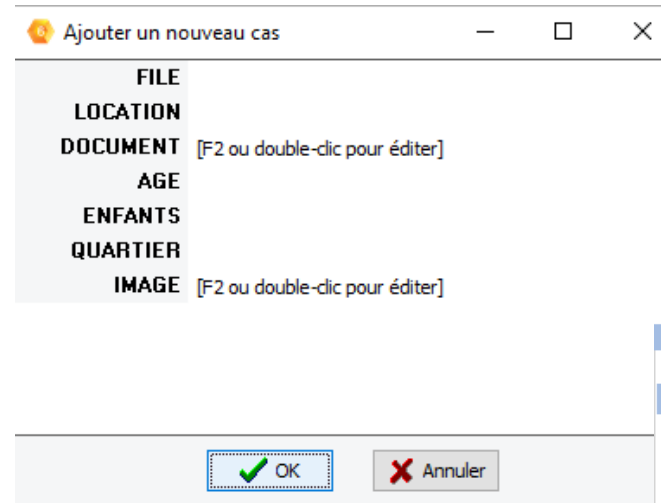 Ajouter un nouveau cas
FILE
LOCATION
DOCUMENT [F2 ou double-clic pour éditer]
AGE
ENFANTS
QUARTIER
IMAGE [F2 ou double-clic pour éditer]
OK Annuler